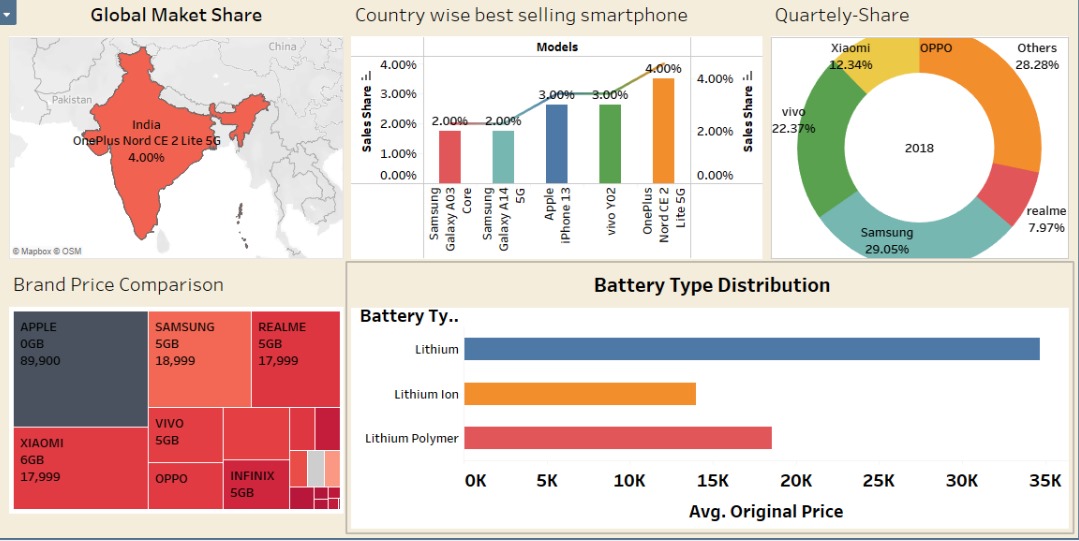 Global Maket Share
China
Pakistan
India
OnePlus Nord CE 2 Lite 5G
4.00%
© Mapbox © OSM
Country wise best selling smartphone
Models
4.00%
3.00%
2.00%
1.00%
0.00%
Sales Share
2.00%
2.00%
3.00%
3.00%
4.00%
Sales Share
4.00%
2.00%
0.00%
Samsung
Galaxy A03
Core
Samsung
Galaxy A14
5G
Apple
iPhone 13
vivo Y02
OnePlus
Nord CE 2
Lite 5G
Quartely-Share
Xiaomi
12.34%
OPPO
Others
28.28%
vivo
22.37%
2018
realme
7.97%
Samsung
29.05%
Brand Price Comparison
APPLE
0GB
89,900
SAMSUNG
5GB
18,999
REALME
5GB
17,999
XIAOMI
6GB
17,999
VIVO
5GB
OPPO
INFINIX
5GB
Battery Type Distribution
Battery Ty..
Lithium
Lithium Ion
Lithium Polymer
0K
5K
10K
15K
20K
25K
30K
35K
Avg. Original Price